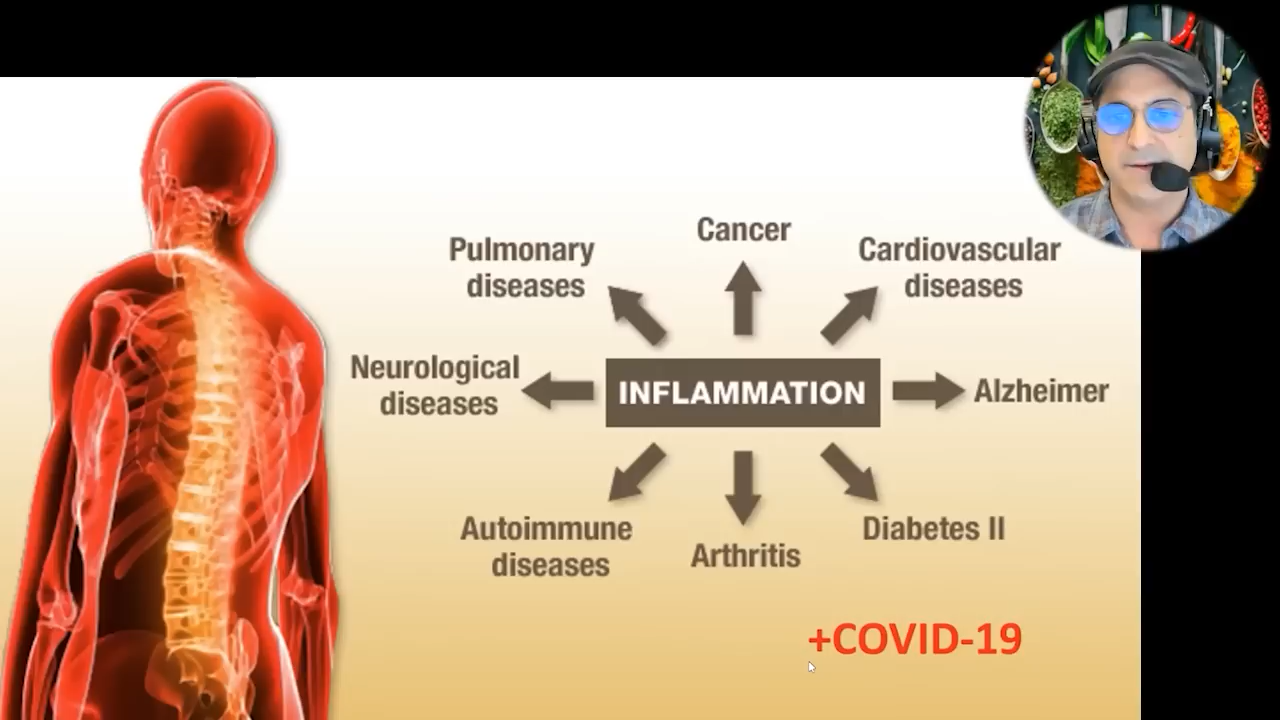 Cancer
Pulmonary
diseases
Cardiovascular
diseases
Neurological
diseases
INFLAMMATION
Alzheimer
Autoimmune
diseases
Arthritis
Diabetes II
+COVID-19